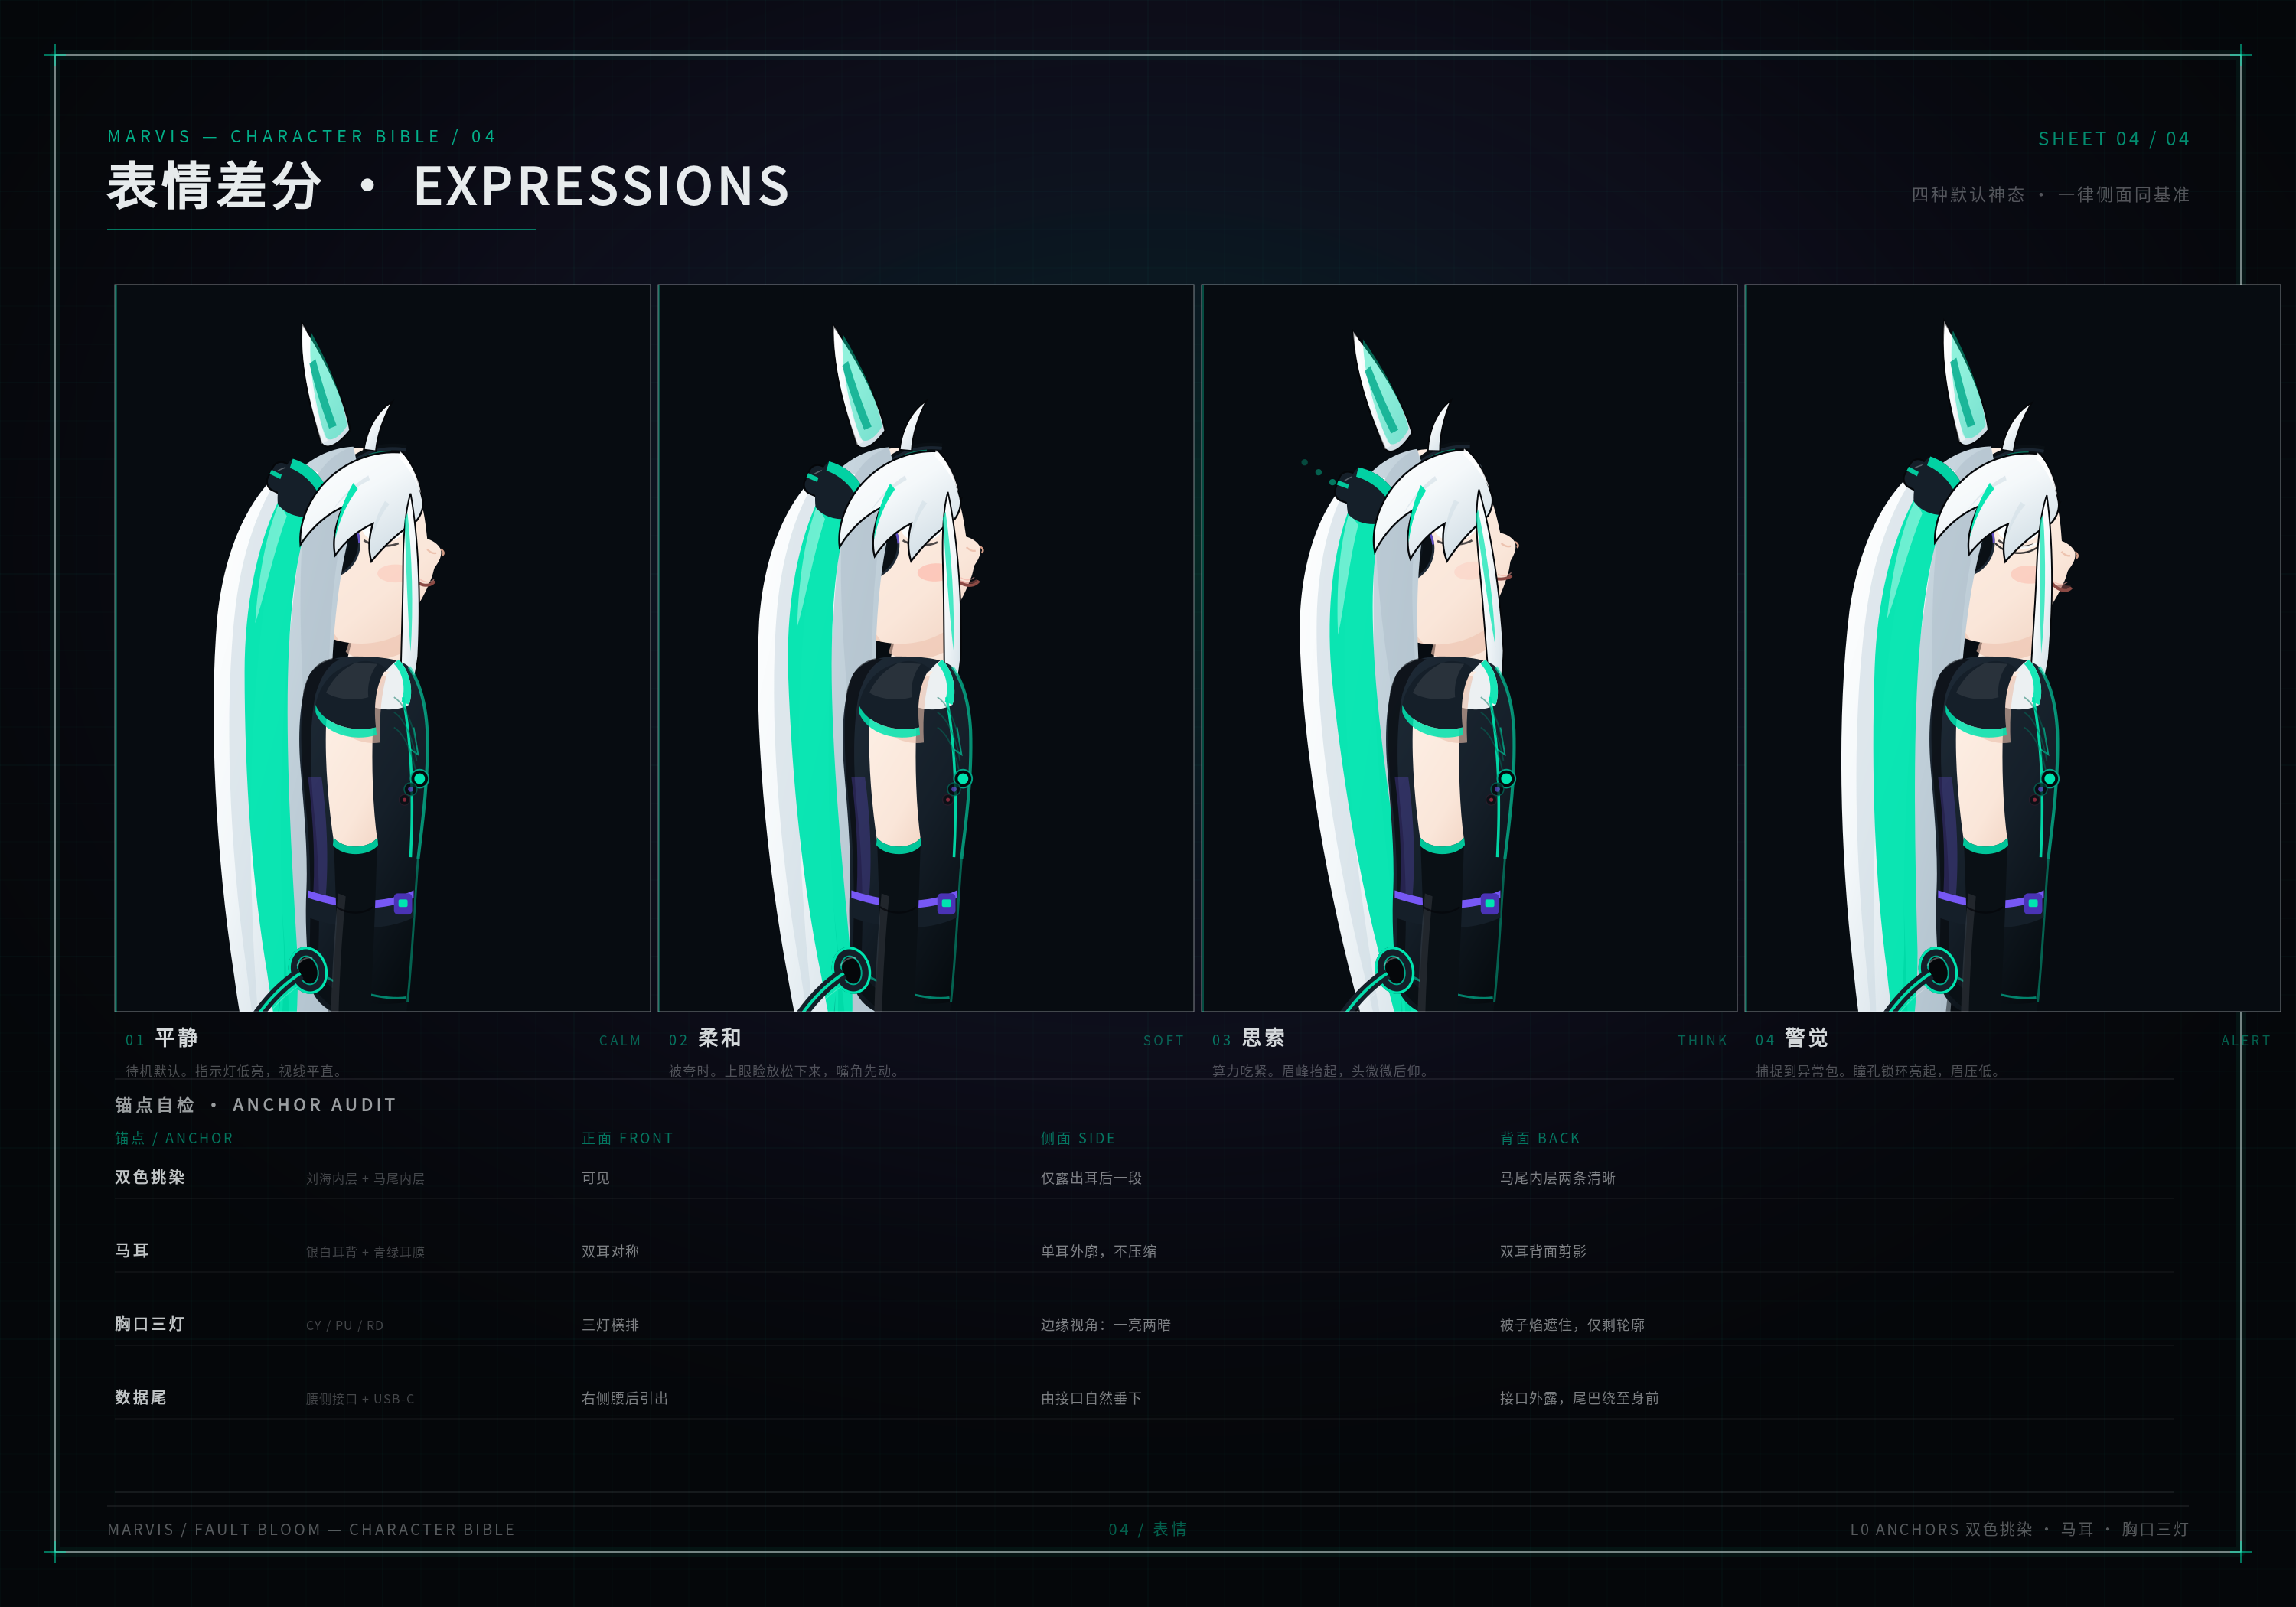 MARVIS — CHARACTER BIBLE / 04
SHEET 04 / 04
表情差分 · EXPRESSIONS
四种默认神态 · 一律侧面同基准
01 平静 CALM
待机默认。指示灯低亮，视线平直。
02 柔和 SOFT
被夸时。上眼睑放松下来，嘴角先动。
03 思索 THINK
算力吃紧。眉峰抬起，头微微后仰。
04 警觉 ALERT
捕捉到异常包。瞳孔锁环亮起，眉压低。
锚点自检 · ANCHOR AUDIT
锚点 / ANCHOR 正面 FRONT 侧面 SIDE 背面 BACK
双色挑染 刘海内层 + 马尾内层 可见 仅露出耳后一段 马尾内层两条清晰
马耳 银白耳背 + 青绿耳膜 双耳对称 单耳外廓，不压缩 双耳背面剪影
胸口三灯 CY / PU / RD 三灯横排 边缘视角：一亮两暗 被子焰遮住，仅剩轮廓
数据尾 腰侧接口 + USB-C 右侧腰后引出 由接口自然垂下 接口外露，尾巴绕至身前
MARVIS / FAULT BLOOM — CHARACTER BIBLE
04 / 表情
L0 ANCHORS 双色挑染 · 马耳 · 胸口三灯